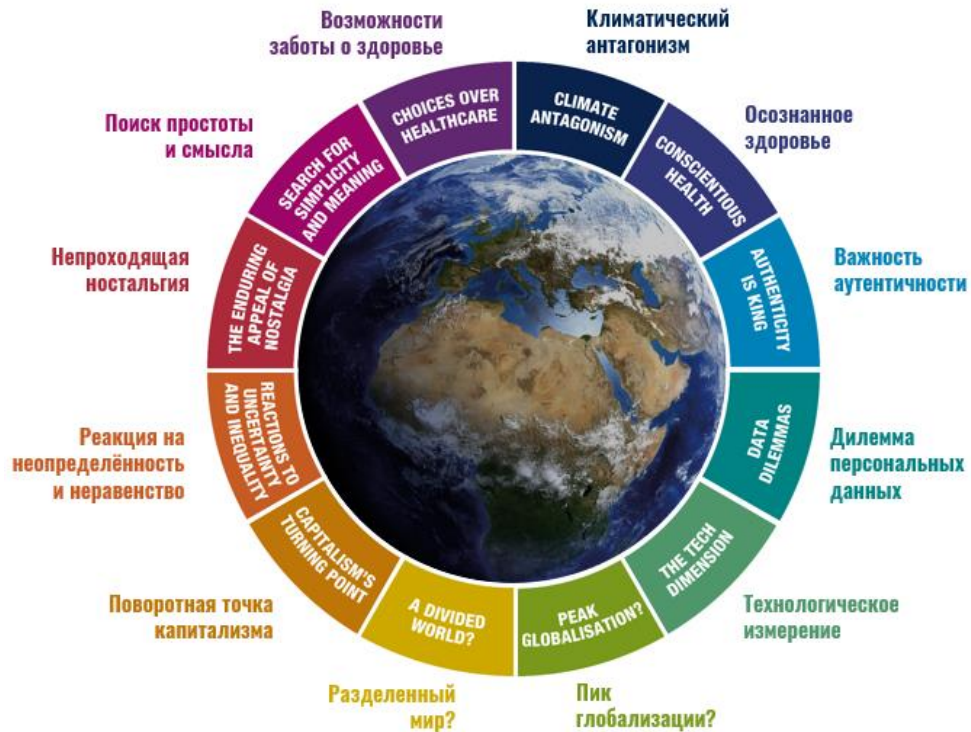 Возможности
заботы о здоровье
CHOICES OVER
HEALTHCARE
Климатический
антагонизм
CLIMATE
ANTAGONISM
Осознанное
здоровье
CONSCIENTIOUS
HEALTH
Важность
аутентичности
AUTHENTICITY
IS KING
Дилемма
персональных
данных
DATA
DILEMMAS
Технологическое
измерение
THE TECH
DIMENSION
Пик
глобализации?
PEAK
GLOBALISATION?
Разделенный
мир?
A DIVIDED
WORLD?
Поворотная точка
капитализма
CAPITALISM'S
TURNING POINT
Реакция на
неопределённость
и неравенство
REACTIONS TO
UNCERTAINTY
AND INEQUALITY
Непроходящая
ностальгия
THE ENDURING
APPEAL OF
NOSTALGIA
Поиск простоты
и смысла
SEARCH FOR
SIMPLICITY
AND MEANING